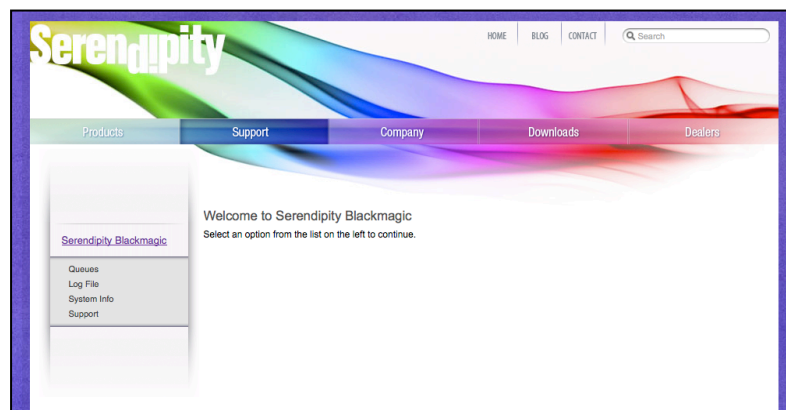 Serendipity
HOME BLOG CONTACT Search
Products Support Company Downloads Dealers
Serendipity Blackmagic
Queues
Log File
System Info
Support
Welcome to Serendipity Blackmagic
Select an option from the list on the left to continue.